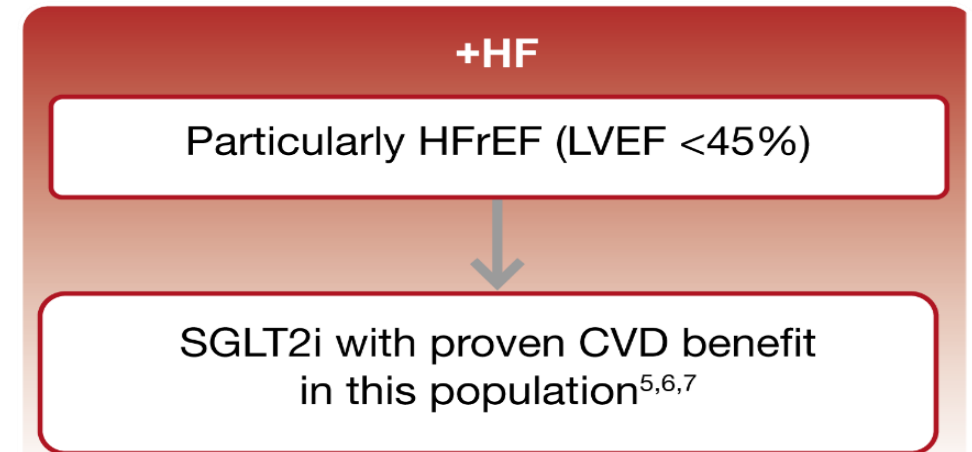 +HF
Particularly HFrEF (LVEF <45%)
SGLT2i with proven CVD benefit
in this population⁵,⁶,⁷